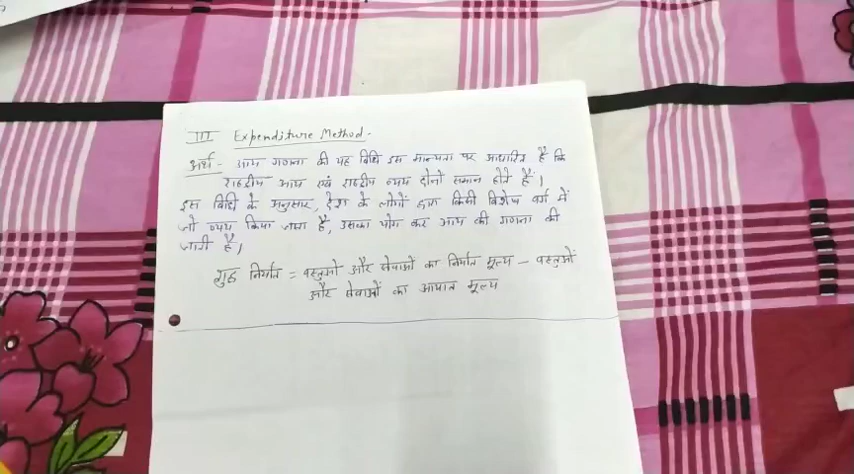 III Expenditure Method -
अर्थ - आय गणना की यह विधि इस मान्यता पर आधारित है कि
राष्ट्रीय आय एवं राष्ट्रीय व्यय दोनों समान होते हैं।
इस विधि के अनुसार, देश के लोगों द्वारा किसी विशेष वर्ग में
जो व्यय किया जाता है, उसका योग कर आय की गणना की
जाती है।
शुद्ध निर्यात = वस्तुओं और सेवाओं का निर्यात मूल्य - वस्तुओं
और सेवाओं का आयात मूल्य